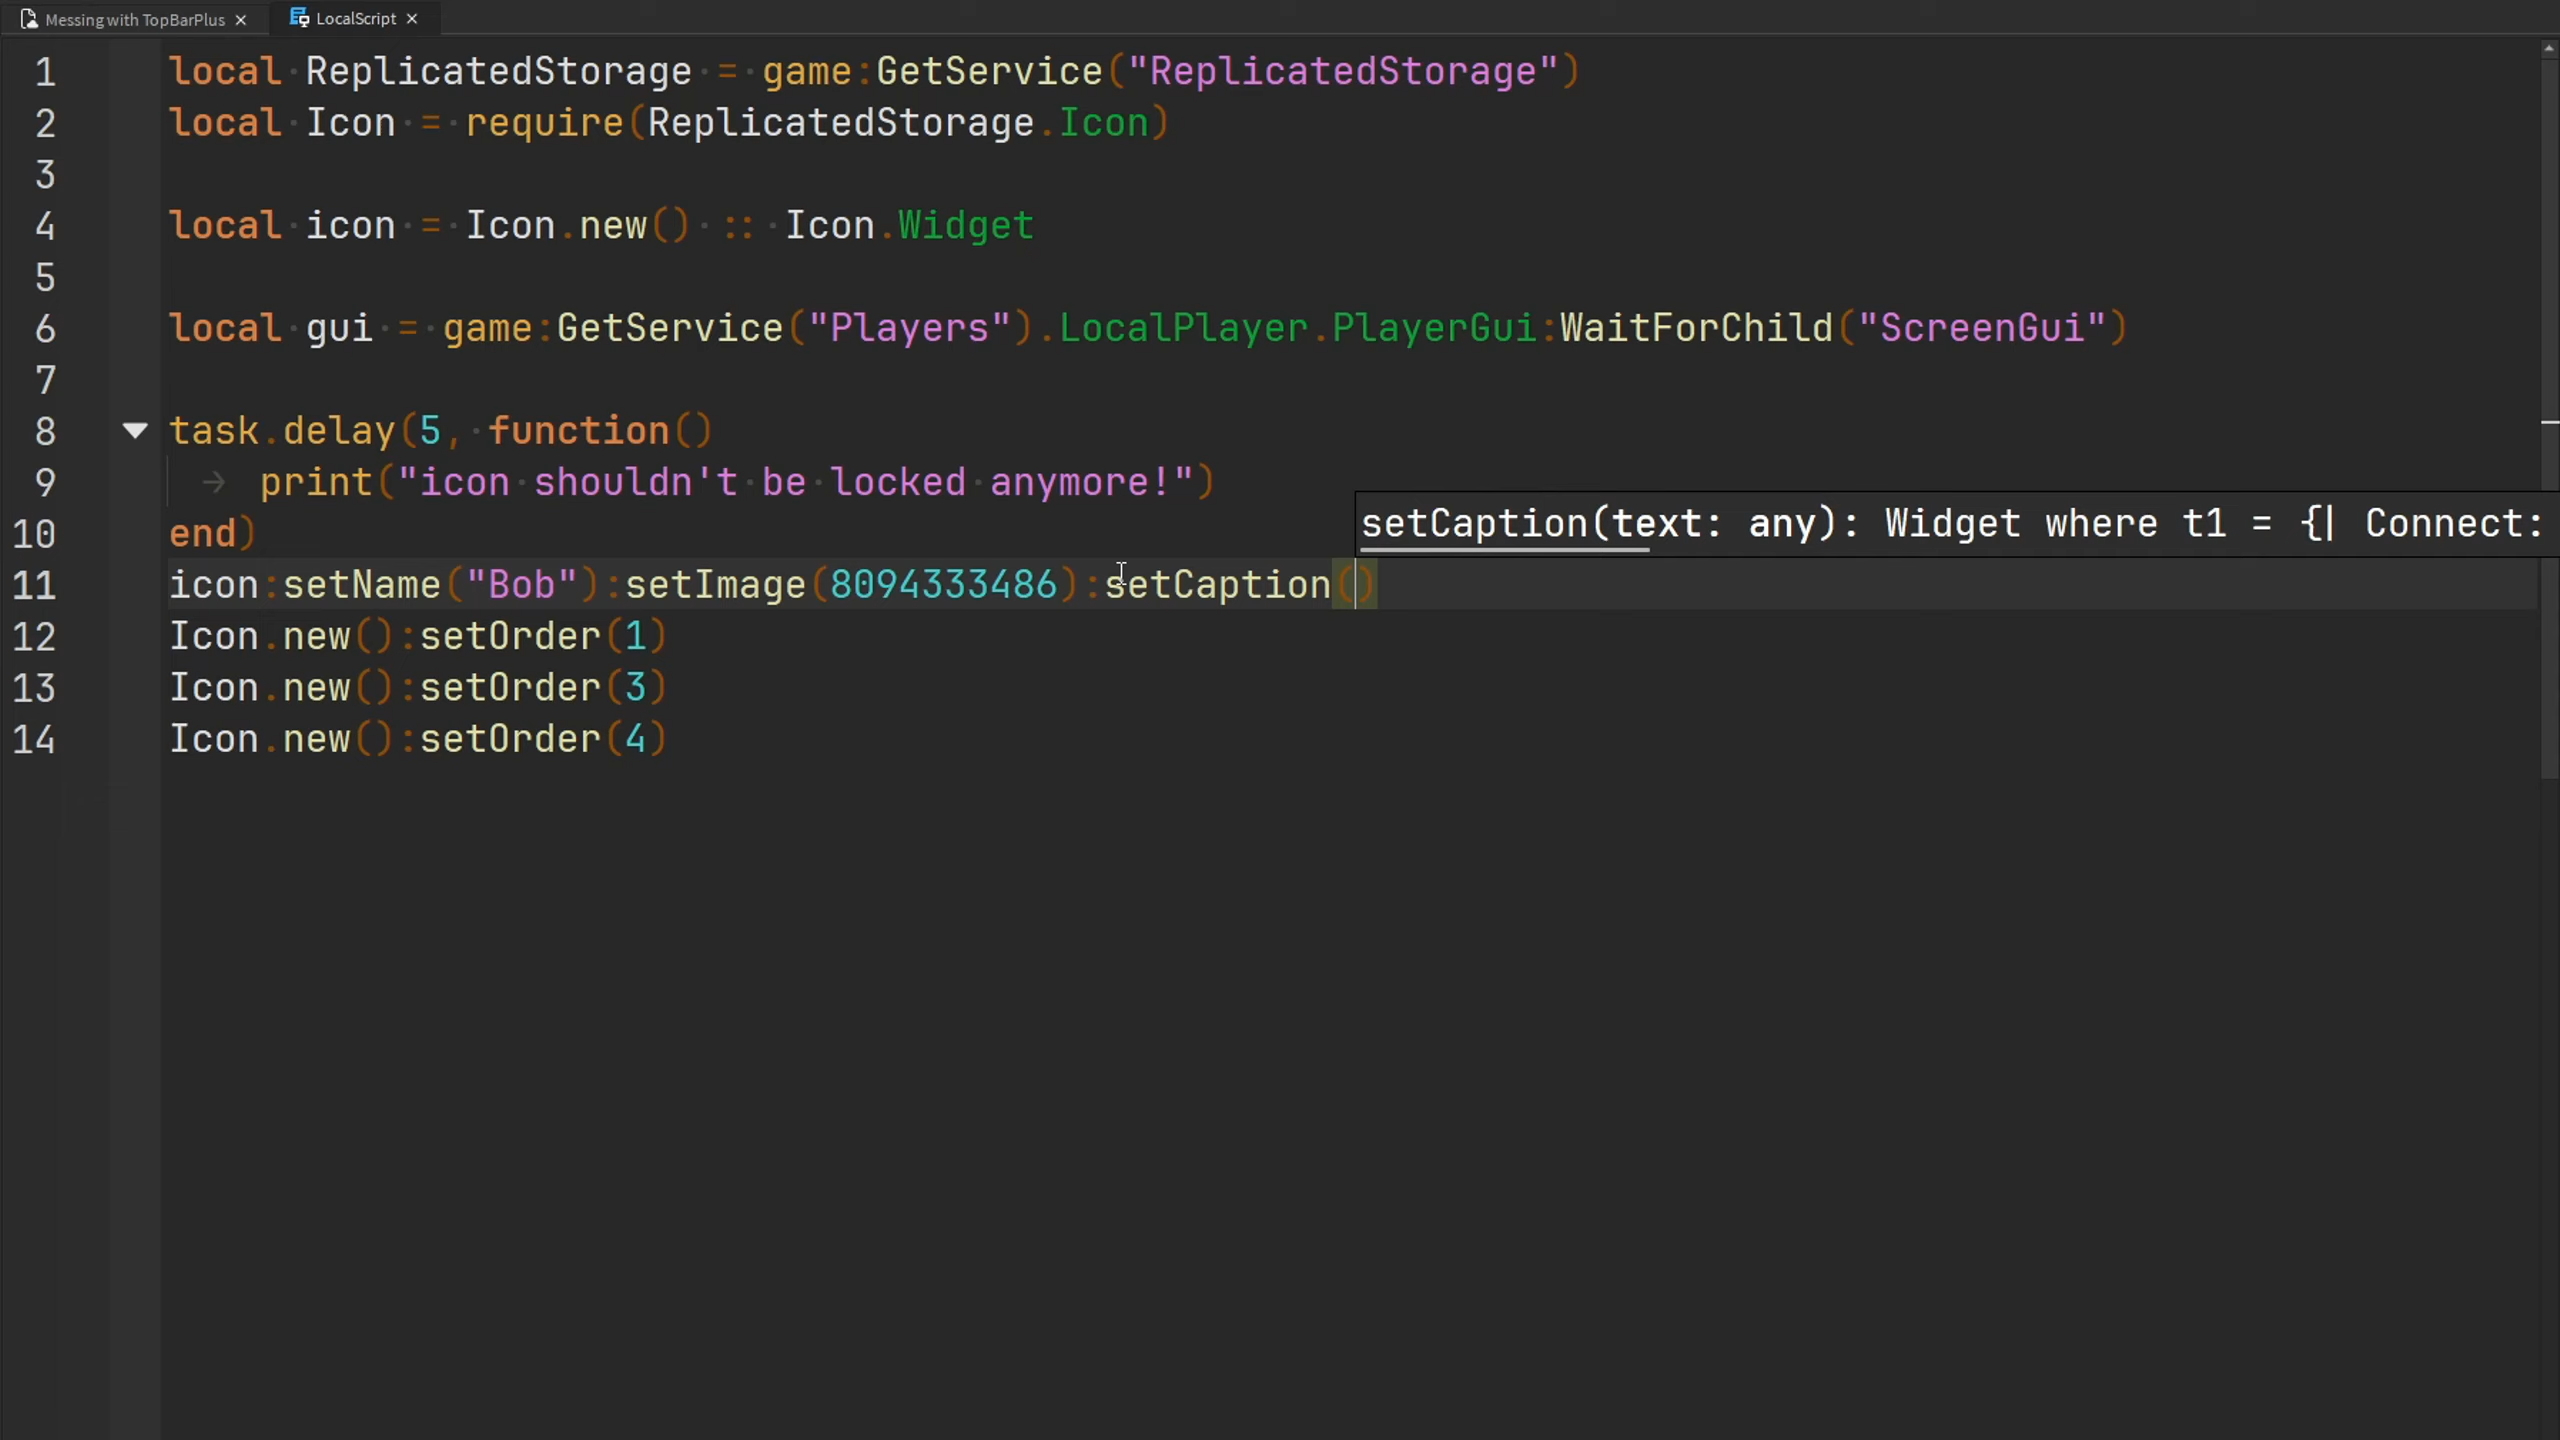 Messing with TopBarPlus × LocalScript ×
1 local ReplicatedStorage = game:GetService("ReplicatedStorage")
2 local Icon = require(ReplicatedStorage.Icon)
3
4 local icon = Icon.new() :: Icon.Widget
5
6 local gui = game:GetService("Players").LocalPlayer.PlayerGui:WaitForChild("ScreenGui")
7
8 task.delay(5, function()
9 print("icon shouldn't be locked anymore!")
setCaption(text: any): Widget where t1 = {| Connect:
10 end)
11 icon:setName("Bob"):setImage(8094333486):setCaption()
12 Icon.new():setOrder(1)
13 Icon.new():setOrder(3)
14 Icon.new():setOrder(4)